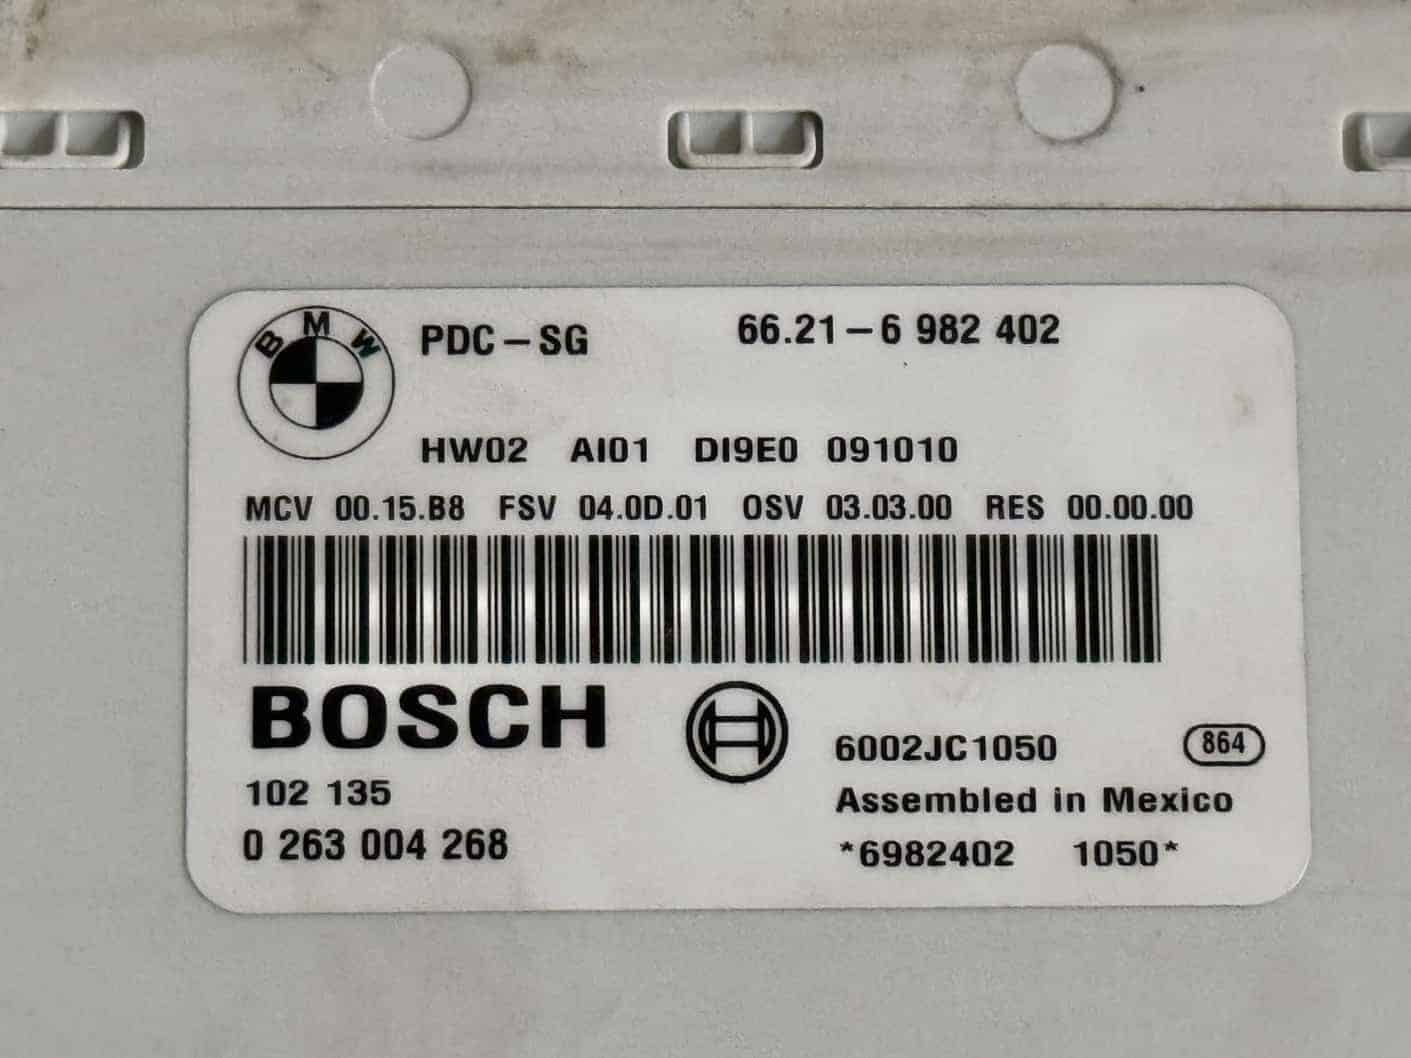 BMW
PDC-SG 66.21-6 982 402
HW02 AI01 DI9E0 091010
MCV 00.15.B8 FSV 04.0D.01 OSV 03.03.00 RES 00.00.00
BOSCH
6002JC1050 864
102 135
Assembled in Mexico
0 263 004 268
*6982402 1050*